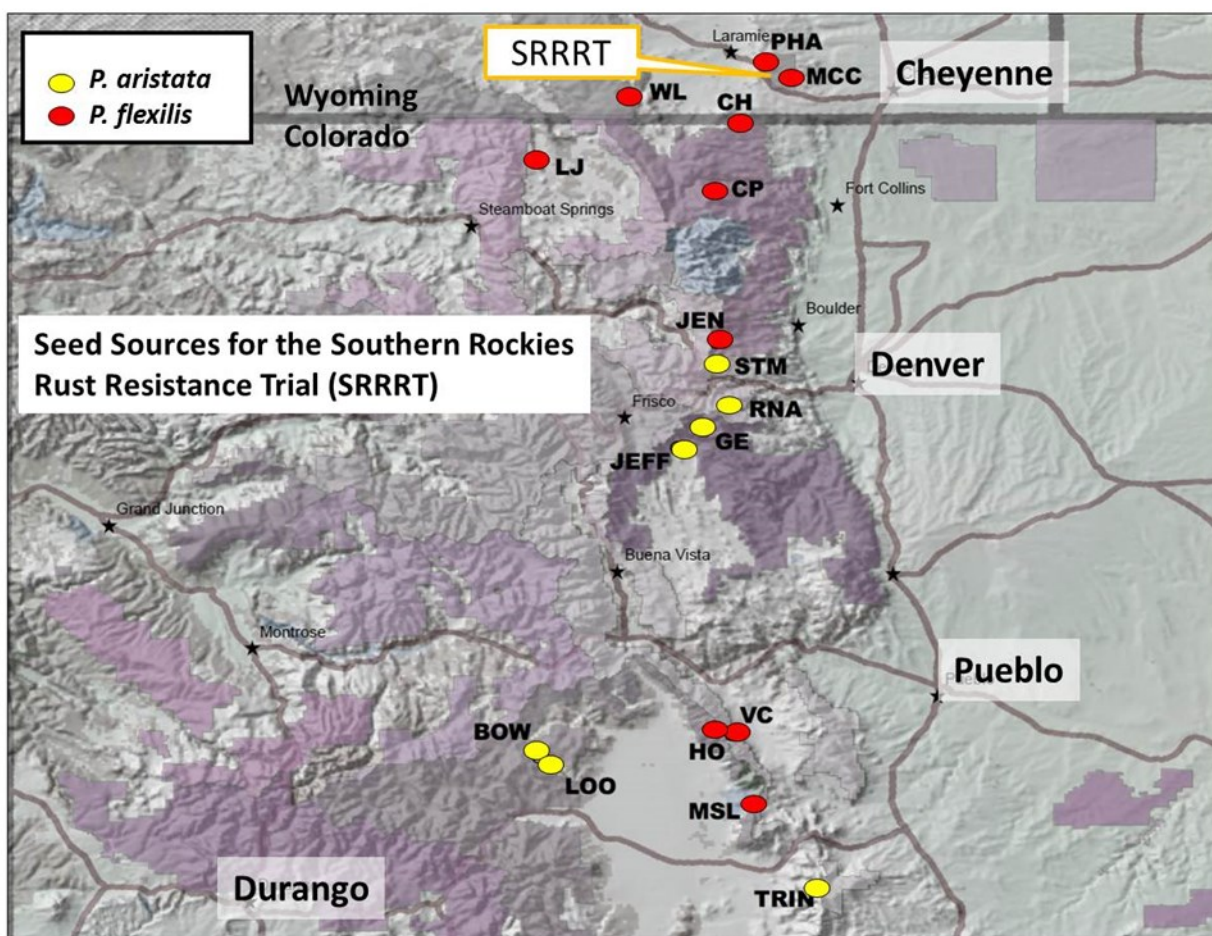 P. aristata
P. flexilis
Wyoming
Colorado
SRRRT
Laramie
PHA
MCC
Cheyenne
WL
CH
LJ
CP
Fort Collins
Steamboat Springs
Boulder
JEN
STM
Seed Sources for the Southern Rockies
Rust Resistance Trial (SRRRT)
Denver
Frisco
RNA
GE
JEFF
Grand Junction
Buena Vista
Montrose
Pueblo
VC
BOW
HO
LOO
MSL
Durango
TRIN